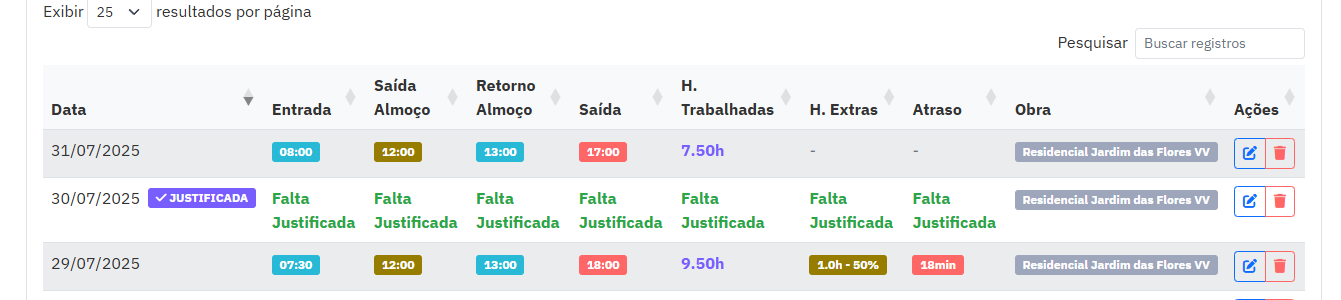 Exibir 25 resultados por página
Pesquisar Buscar registros
Data Entrada Saída Almoço Retorno Almoço Saída H. Trabalhadas H. Extras Atraso Obra Ações
31/07/2025 08:00 12:00 13:00 17:00 7.50h - - Residencial Jardim das Flores VV
30/07/2025 JUSTIFICADA Falta Justificada Falta Justificada Falta Justificada Falta Justificada Falta Justificada Falta Justificada Falta Justificada Residencial Jardim das Flores VV
29/07/2025 07:30 12:00 13:00 18:00 9.50h 1.0h - 50% 18min Residencial Jardim das Flores VV